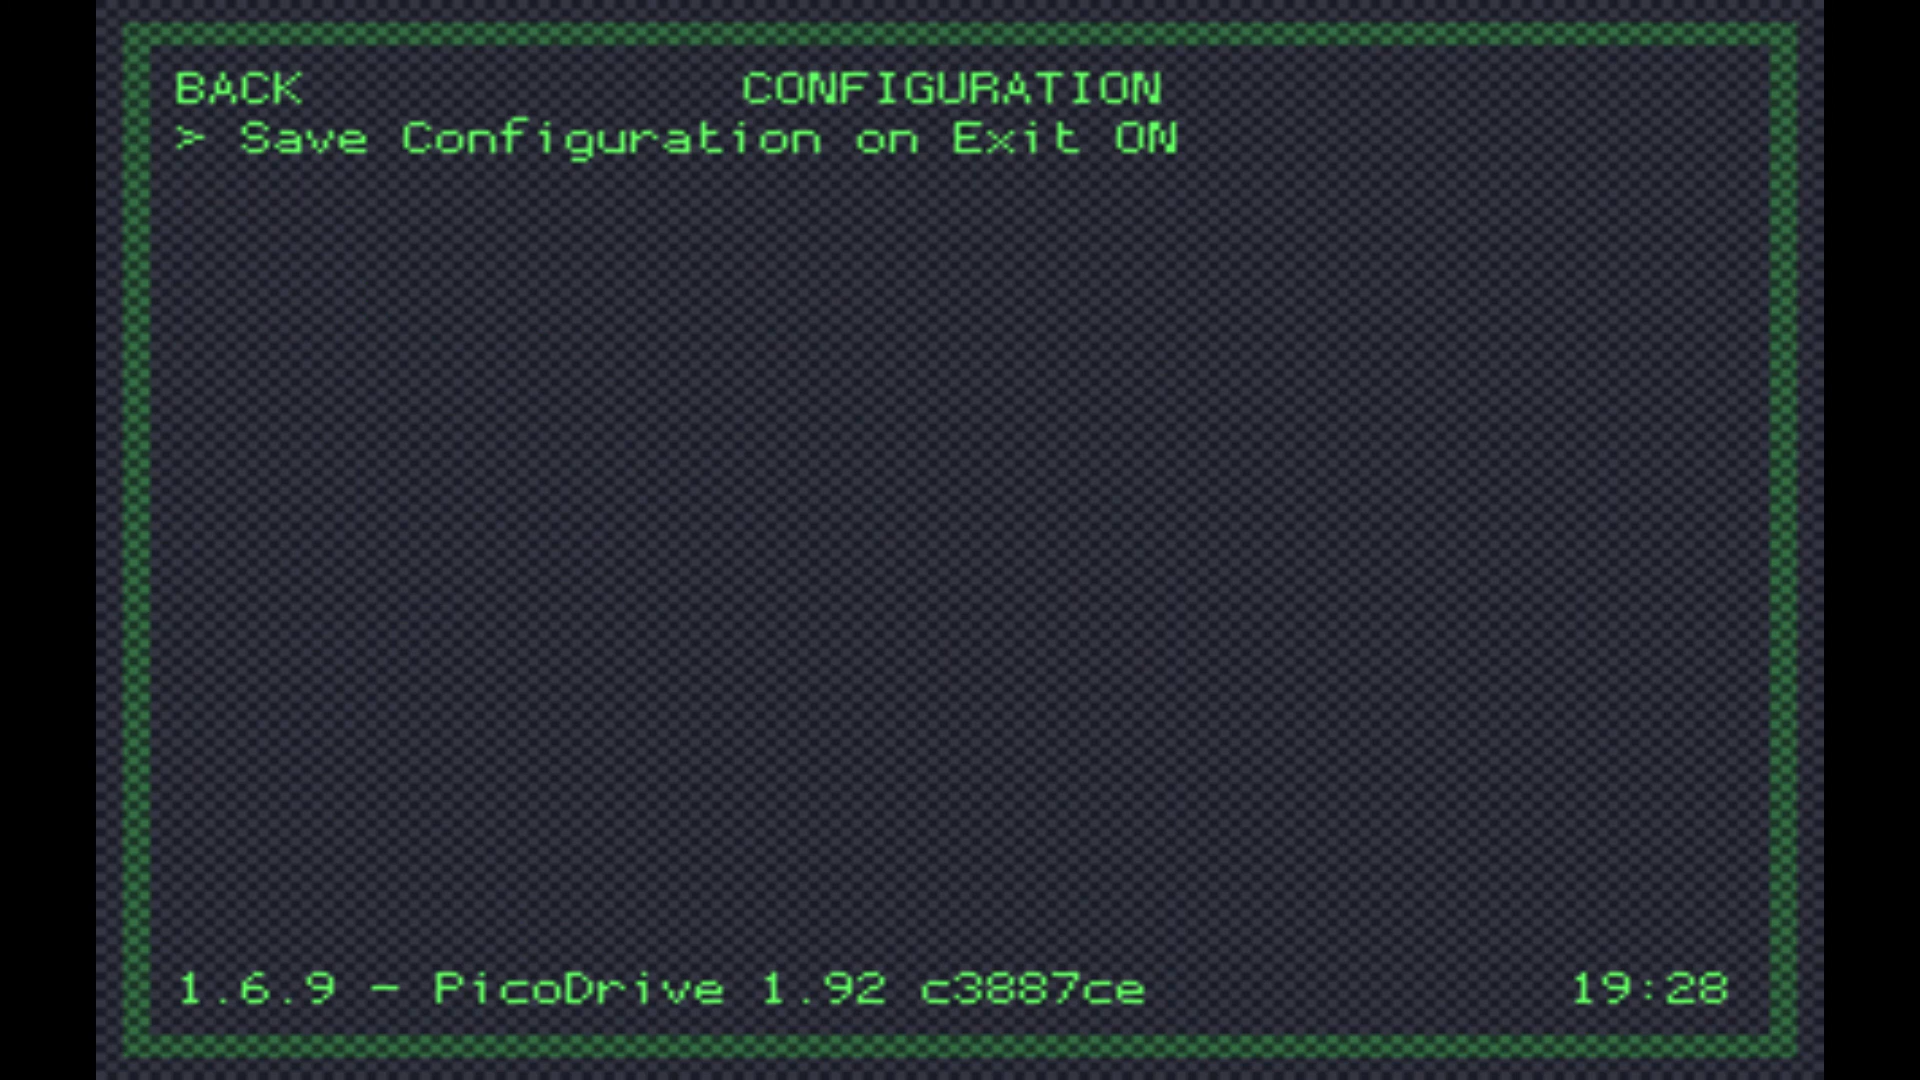 BACK CONFIGURATION
> Save Configuration on Exit ON
1.6.9 - PicoDrive 1.92 c3887ce 19:28